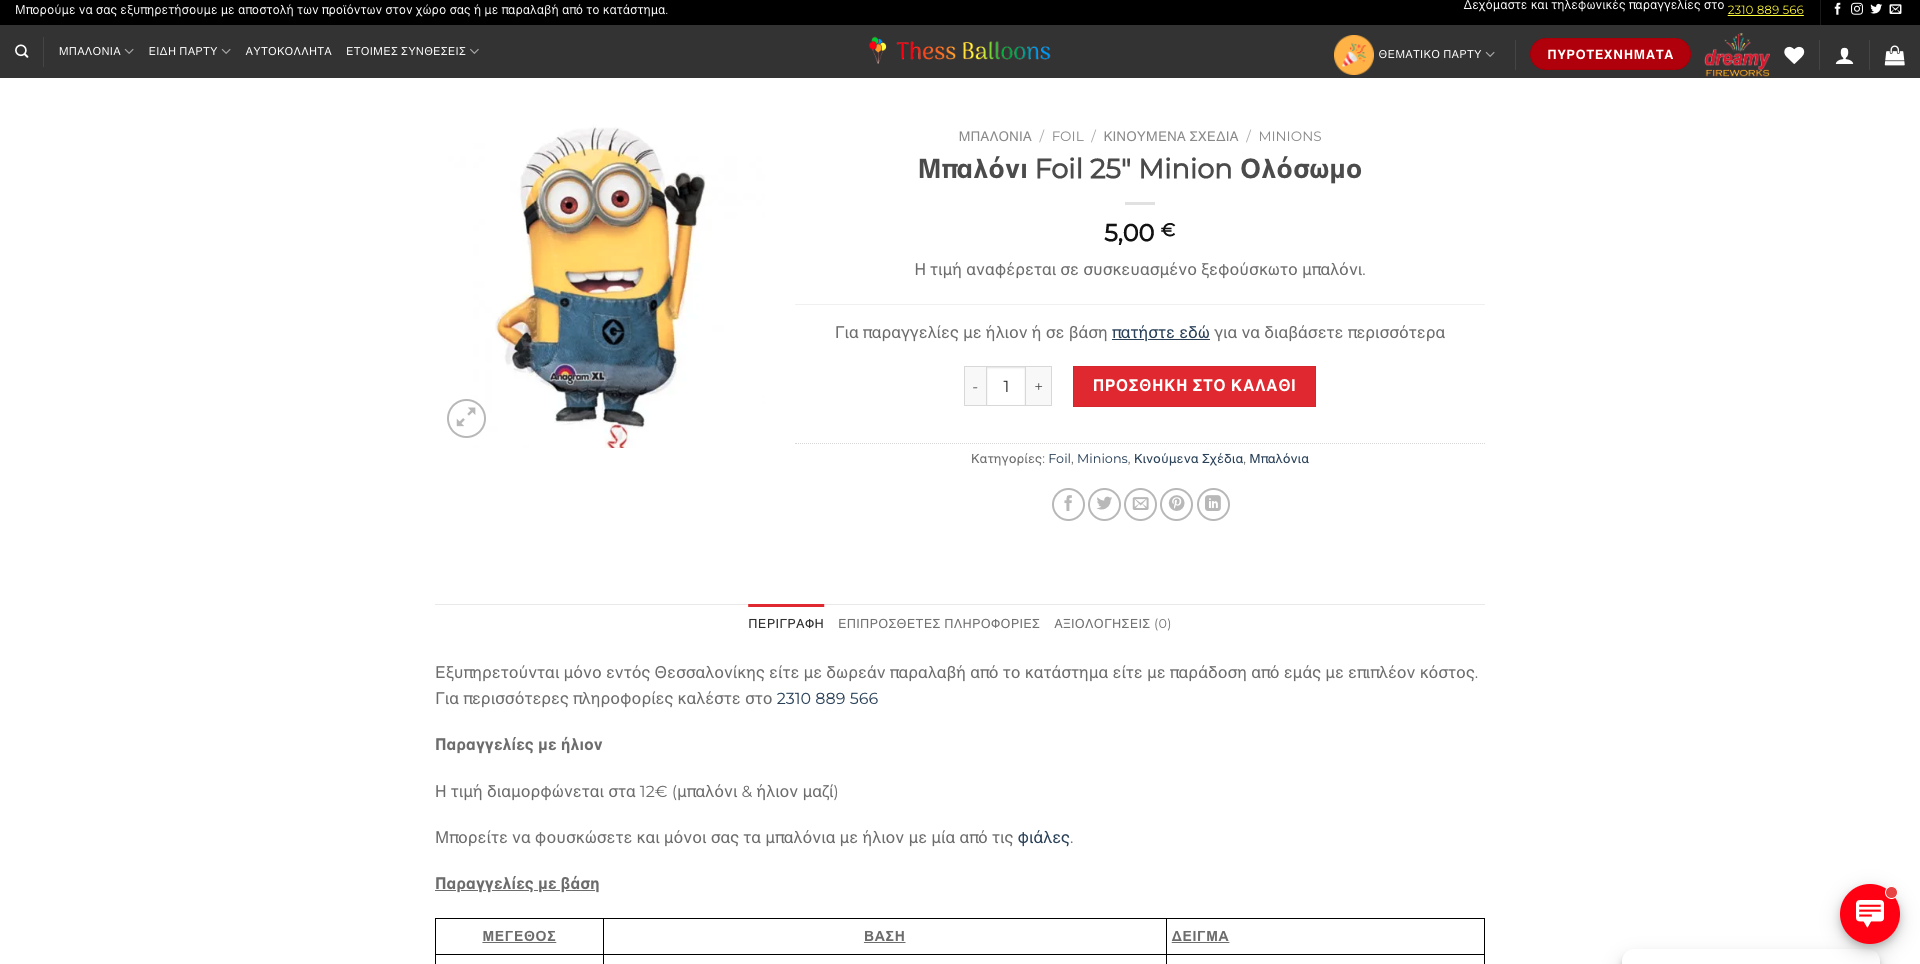 Μπορούμε να σας εξυπηρετήσουμε με αποστολή των προϊόντων στον χώρο σας ή με παραλαβή από το κατάστημα.
Δεχόμαστε και τηλεφωνικές παραγγελίες στο 2310 889 566
ΜΠΑΛΟΝΙΑ ΕΙΔΗ ΠΑΡΤΥ ΑΥΤΟΚΟΛΛΗΤΑ ΕΤΟΙΜΕΣ ΣΥΝΘΕΣΕΙΣ
Thess Balloons
ΘΕΜΑΤΙΚΟ ΠΑΡΤΥ
ΠΥΡΟΤΕΧΝΗΜΑΤΑ
dreamy
FIREWORKS
ΜΠΑΛΟΝΙΑ / FOIL / ΚΙΝΟΥΜΕΝΑ ΣΧΕΔΙΑ / MINIONS
Μπαλόνι Foil 25" Minion Ολόσωμο
5,00 €
Η τιμή αναφέρεται σε συσκευασμένο ξεφούσκωτο μπαλόνι.
Για παραγγελίες με ήλιον ή σε βάση πατήστε εδώ για να διαβάσετε περισσότερα
- 1 +
ΠΡΟΣΘΗΚΗ ΣΤΟ ΚΑΛΑΘΙ
Anagram XL
Κατηγορίες: Foil, Minions, Κινούμενα Σχέδια, Μπαλόνια
ΠΕΡΙΓΡΑΦΗ ΕΠΙΠΡΟΣΘΕΤΕΣ ΠΛΗΡΟΦΟΡΙΕΣ ΑΞΙΟΛΟΓΗΣΕΙΣ (0)
Εξυπηρετούνται μόνο εντός Θεσσαλονίκης είτε με δωρεάν παραλαβή από το κατάστημα είτε με παράδοση από εμάς με επιπλέον κόστος.
Για περισσότερες πληροφορίες καλέστε στο 2310 889 566
Παραγγελίες με ήλιον
Η τιμή διαμορφώνεται στα 12€ (μπαλόνι & ήλιον μαζί)
Μπορείτε να φουσκώσετε και μόνοι σας τα μπαλόνια με ήλιον με μία από τις φιάλες.
Παραγγελίες με βάση
ΜΕΓΕΘΟΣ ΒΑΣΗ ΔΕΙΓΜΑ